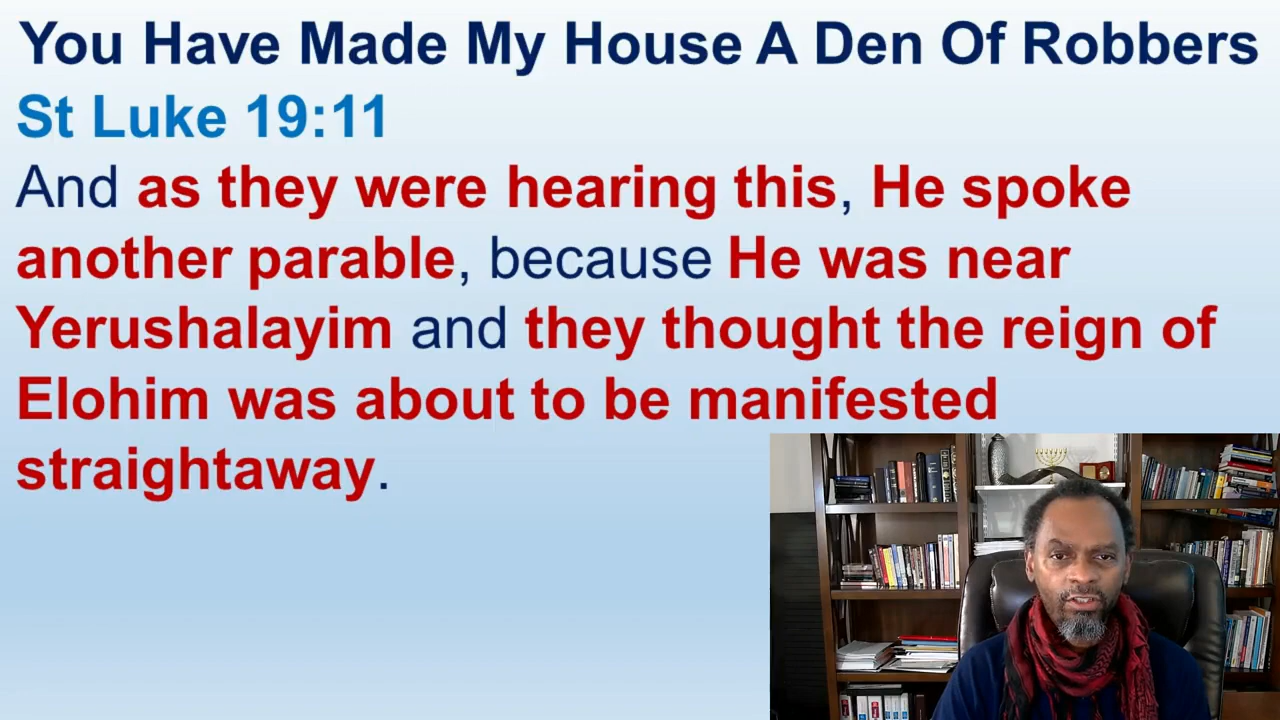 You Have Made My House A Den Of Robbers
St Luke 19:11
And as they were hearing this, He spoke
another parable, because He was near
Yerushalayim and they thought the reign of
Elohim was about to be manifested
straightaway.